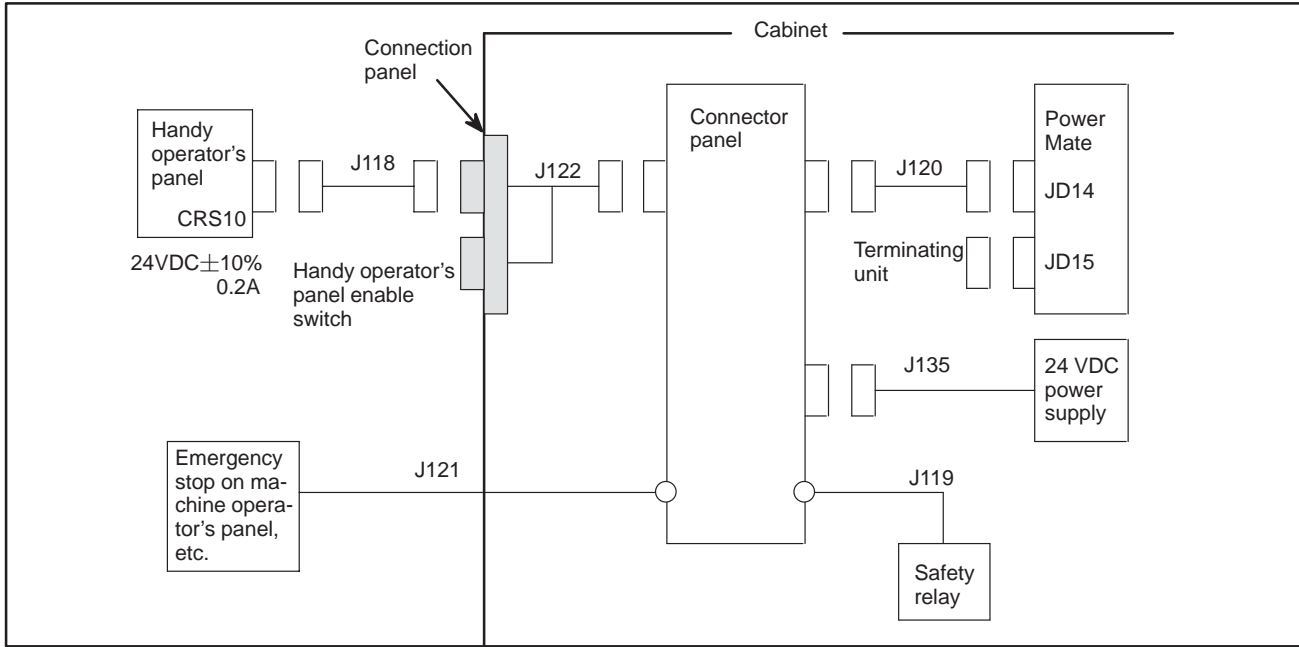 Cabinet
Connection
panel
Handy
operator's
panel
CRS10
J118
J122
Connector
panel
J120
Power
Mate
JD14
JD15
24VDC±10%
0.2A
Handy operator's
panel enable
switch
Terminating
unit
J135
24 VDC
power
supply
Emergency
stop on ma-
chine opera-
tor's panel,
etc.
J121
J119
Safety
relay